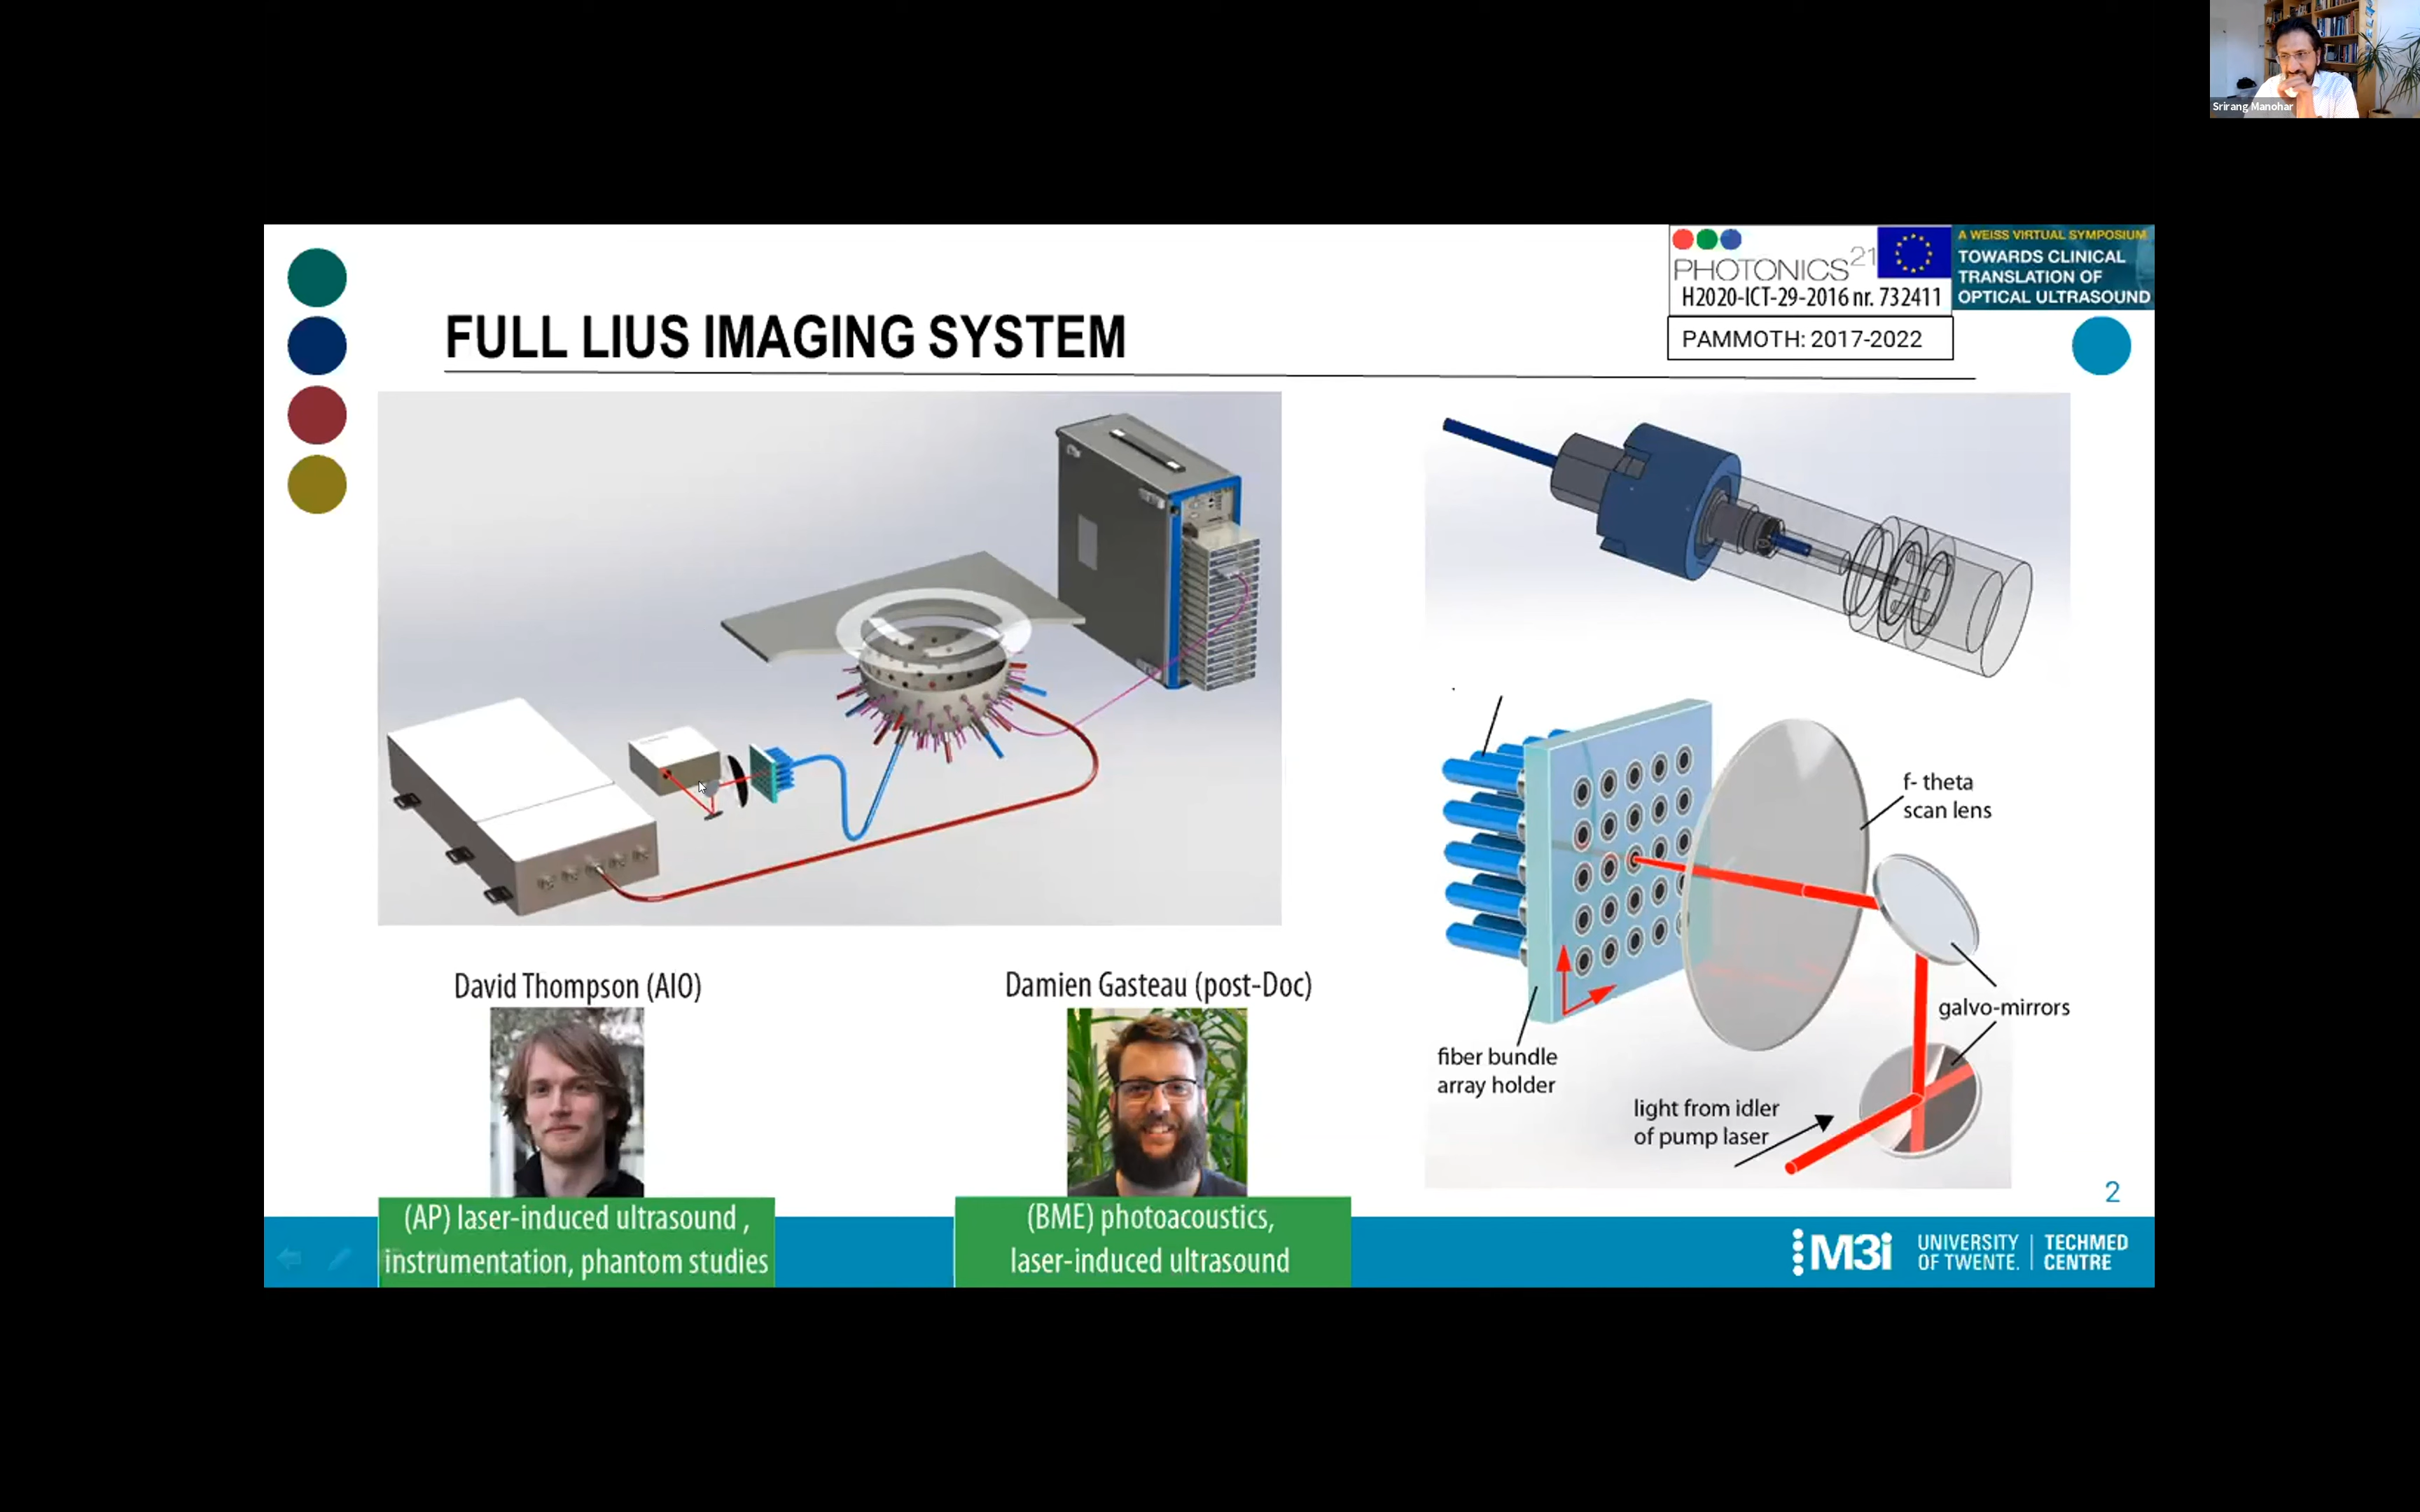 Srirang Manohar
PHOTONICS21
H2020-ICT-29-2016 nr. 732411
A WEISS VIRTUAL SYMPOSIUM
TOWARDS CLINICAL
TRANSLATION OF
OPTICAL ULTRASOUND
PAMMOTH: 2017-2022
FULL LIUS IMAGING SYSTEM
f- theta
scan lens
galvo-mirrors
fiber bundle
array holder
light from idler
of pump laser
David Thompson (AIO)
Damien Gasteau (post-Doc)
(AP) laser-induced ultrasound ,
instrumentation, phantom studies
(BME) photoacoustics,
laser-induced ultrasound
2
M3i
UNIVERSITY
OF TWENTE.
TECHMED
CENTRE